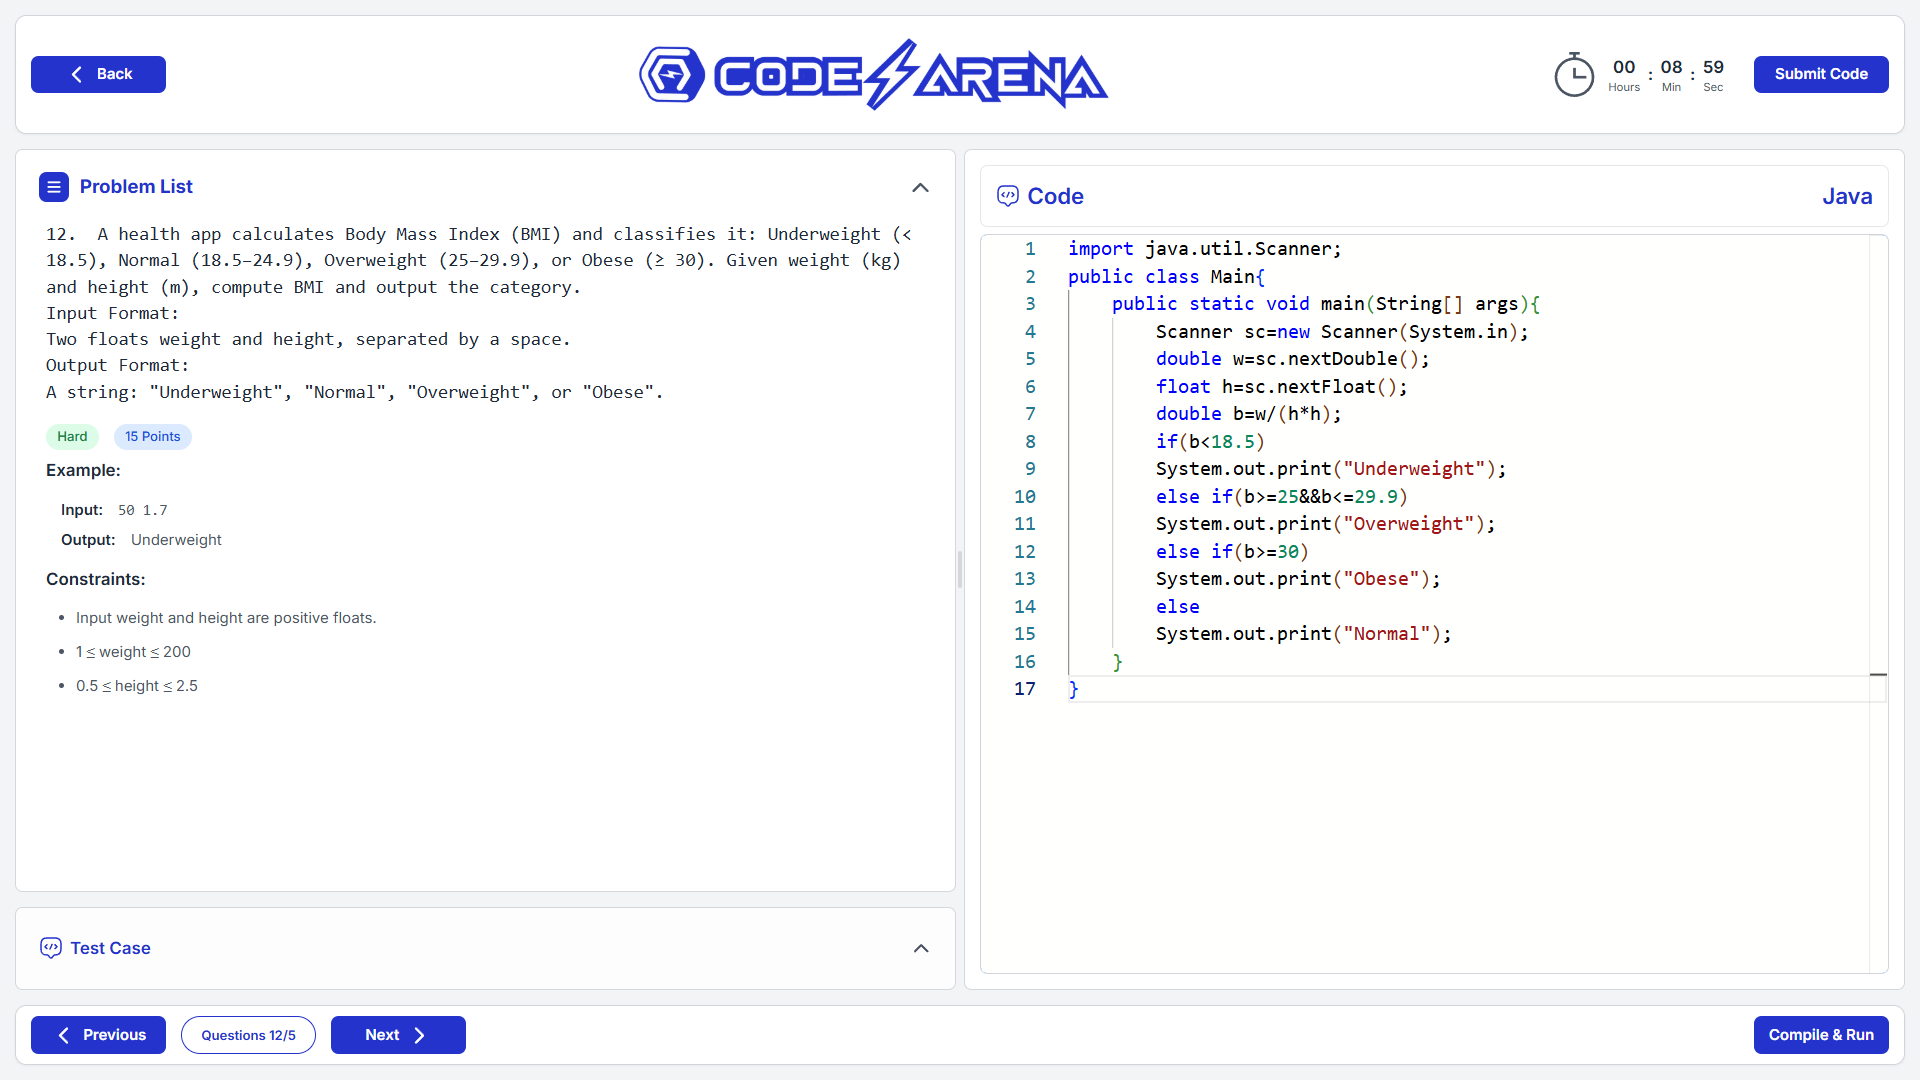 Back
CODE ARENA
00 : 08 : 59
Hours Min Sec
Submit Code
Problem List
12.  A health app calculates Body Mass Index (BMI) and classifies it: Underweight (<
18.5), Normal (18.5–24.9), Overweight (25–29.9), or Obese (≥ 30). Given weight (kg)
and height (m), compute BMI and output the category.
Input Format:
Two floats weight and height, separated by a space.
Output Format:
A string: "Underweight", "Normal", "Overweight", or "Obese".
Hard
15 Points
Example:
Input: 50 1.7
Output: Underweight
Constraints:
• Input weight and height are positive floats.
• 1 ≤ weight ≤ 200
• 0.5 ≤ height ≤ 2.5
Test Case
Code
Java
1 import java.util.Scanner;
2 public class Main{
3     public static void main(String[] args){
4         Scanner sc=new Scanner(System.in);
5         double w=sc.nextDouble();
6         float h=sc.nextFloat();
7         double b=w/(h*h);
8         if(b<18.5)
9         System.out.print("Underweight");
10         else if(b>=25&&b<=29.9)
11         System.out.print("Overweight");
12         else if(b>=30)
13         System.out.print("Obese");
14         else
15         System.out.print("Normal");
16     }
17 }
Previous
Questions 12/5
Next
Compile & Run